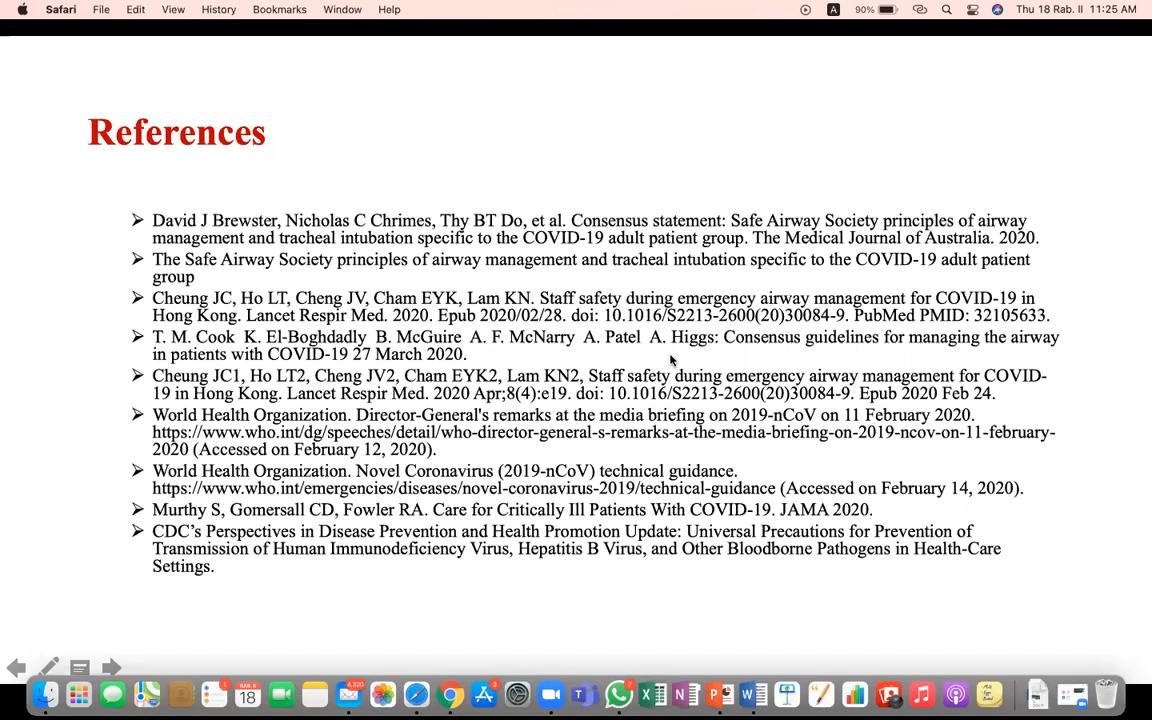 Safari File Edit View History Bookmarks Window Help A 90% Thu 18 Rab. II 11:25 AM
References
➢ David J Brewster, Nicholas C Chrimes, Thy BT Do, et al. Consensus statement: Safe Airway Society principles of airway
management and tracheal intubation specific to the COVID-19 adult patient group. The Medical Journal of Australia. 2020.
➢ The Safe Airway Society principles of airway management and tracheal intubation specific to the COVID-19 adult patient
group
➢ Cheung JC, Ho LT, Cheng JV, Cham EYK, Lam KN. Staff safety during emergency airway management for COVID-19 in
Hong Kong. Lancet Respir Med. 2020. Epub 2020/02/28. doi: 10.1016/S2213-2600(20)30084-9. PubMed PMID: 32105633.
➢ T. M. Cook K. El-Boghdadly B. McGuire A. F. McNarry A. Patel A. Higgs: Consensus guidelines for managing the airway
in patients with COVID-19 27 March 2020.
➢ Cheung JC1, Ho LT2, Cheng JV2, Cham EYK2, Lam KN2, Staff safety during emergency airway management for COVID-
19 in Hong Kong. Lancet Respir Med. 2020 Apr;8(4):e19. doi: 10.1016/S2213-2600(20)30084-9. Epub 2020 Feb 24.
➢ World Health Organization. Director-General's remarks at the media briefing on 2019-nCoV on 11 February 2020.
https://www.who.int/dg/speeches/detail/who-director-general-s-remarks-at-the-media-briefing-on-2019-ncov-on-11-february-
2020 (Accessed on February 12, 2020).
➢ World Health Organization. Novel Coronavirus (2019-nCoV) technical guidance.
https://www.who.int/emergencies/diseases/novel-coronavirus-2019/technical-guidance (Accessed on February 14, 2020).
➢ Murthy S, Gomersall CD, Fowler RA. Care for Critically Ill Patients With COVID-19. JAMA 2020.
➢ CDC’s Perspectives in Disease Prevention and Health Promotion Update: Universal Precautions for Prevention of
Transmission of Human Immunodeficiency Virus, Hepatitis B Virus, and Other Bloodborne Pathogens in Health-Care
Settings.
1 18 4,320 3 7